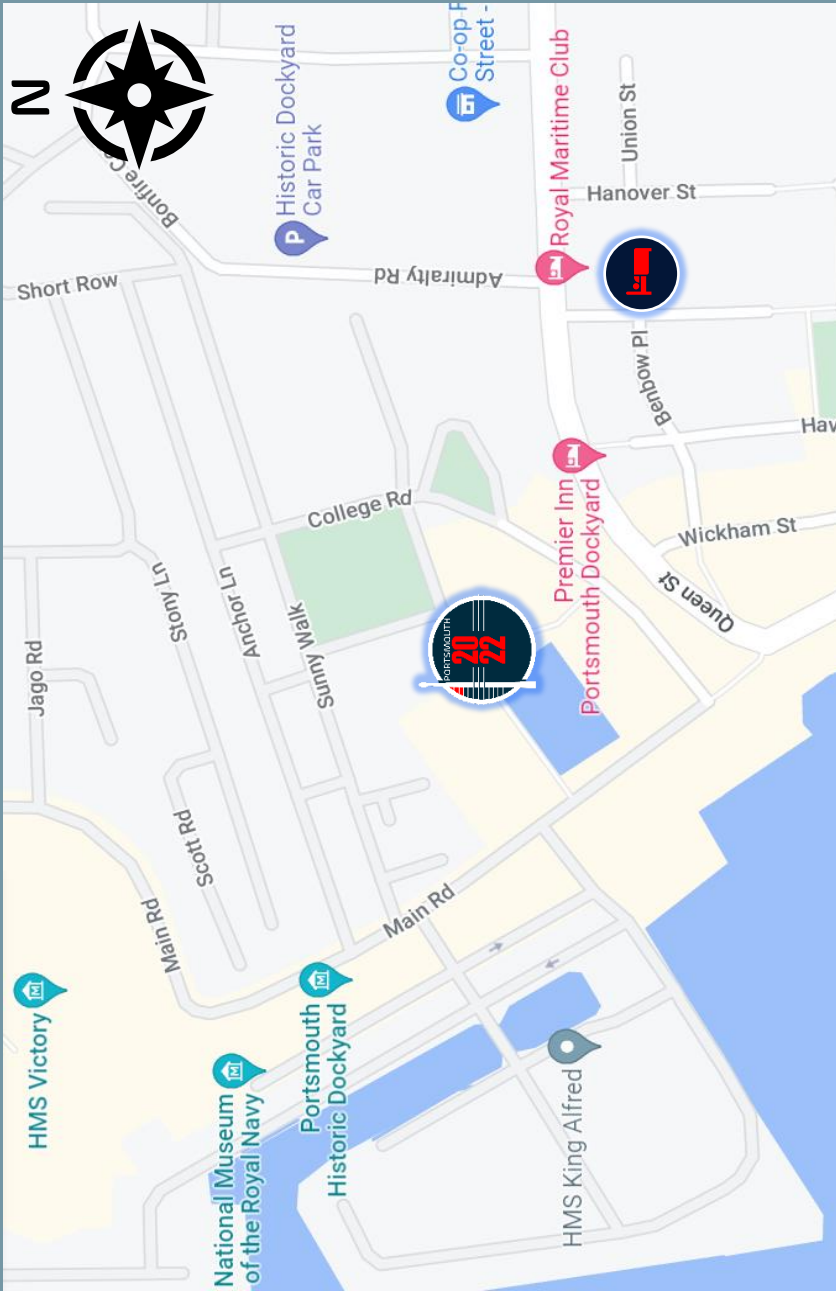 N
Historic Dockyard
Car Park
Co-op F
Street -
Royal Maritime Club
Union St
Hanover St
Bonfire Co
Short Row
Admiralty Rd
Benbow Pl
Hav
College Rd
Premier Inn
Portsmouth Dockyard
Wickham St
Queen St
Stony Ln
Anchor Ln
Sunny Walk
PORTSMOUTH
20
22
Jago Rd
Scott Rd
Main Rd
Main Rd
HMS Victory
Portsmouth
Historic Dockyard
National Museum
of the Royal Navy
HMS King Alfred
P
M
M
M